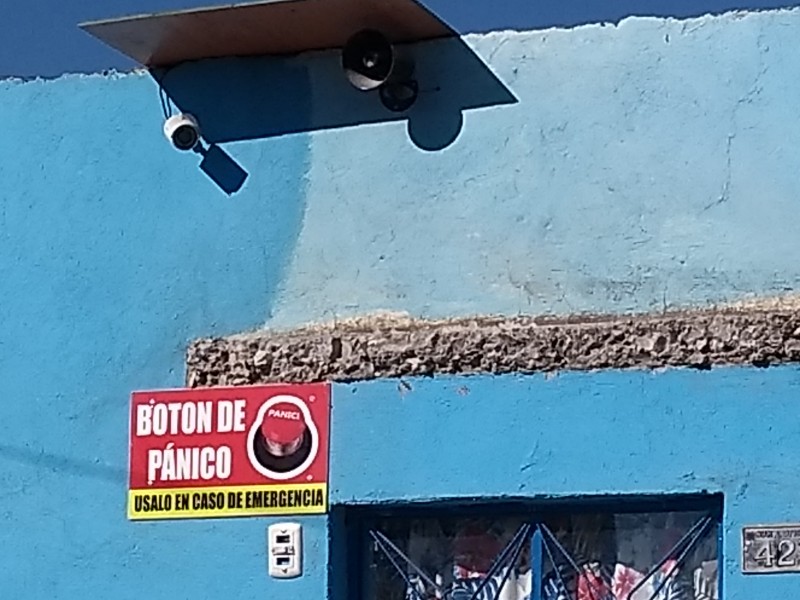 BOTON DE
PÁNICO
PANIC!
USALO EN CASO DE EMERGENCIA
42